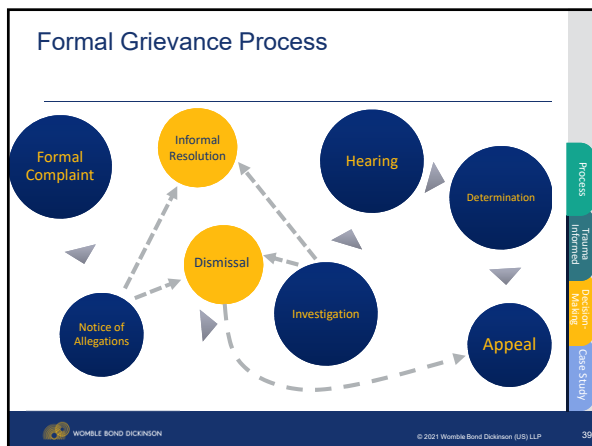 Formal Grievance Process
Formal
Complaint
Informal
Resolution
Hearing
Determination
Dismissal
Notice of
Allegations
Investigation
Appeal
Process
Trauma
Informed
Decision-
Making
Case Study
WOMBLE BOND DICKINSON
© 2021 Womble Bond Dickinson (US) LLP
39